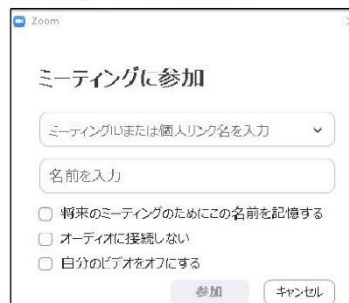 Zoom
ミーティングに参加
ミーティングIDまたは個人リンク名を入力
名前を入力
将来のミーティングのためにこの名前を記憶する
オーディオに接続しない
自分のビデオをオフにする
参加 キャンセル